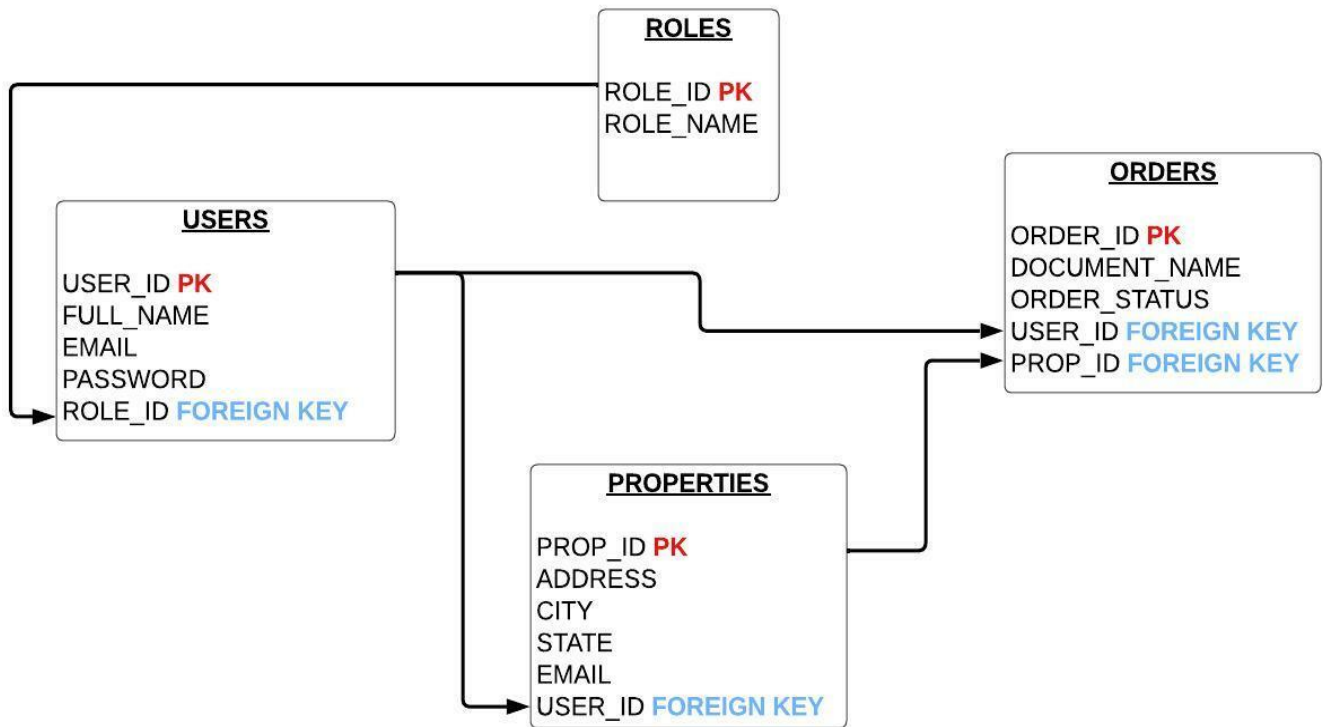 ROLES
ROLE_ID PK
ROLE_NAME
USERS
USER_ID PK
FULL_NAME
EMAIL
PASSWORD
ROLE_ID FOREIGN KEY
ORDERS
ORDER_ID PK
DOCUMENT_NAME
ORDER_STATUS
USER_ID FOREIGN KEY
PROP_ID FOREIGN KEY
PROPERTIES
PROP_ID PK
ADDRESS
CITY
STATE
EMAIL
USER_ID FOREIGN KEY